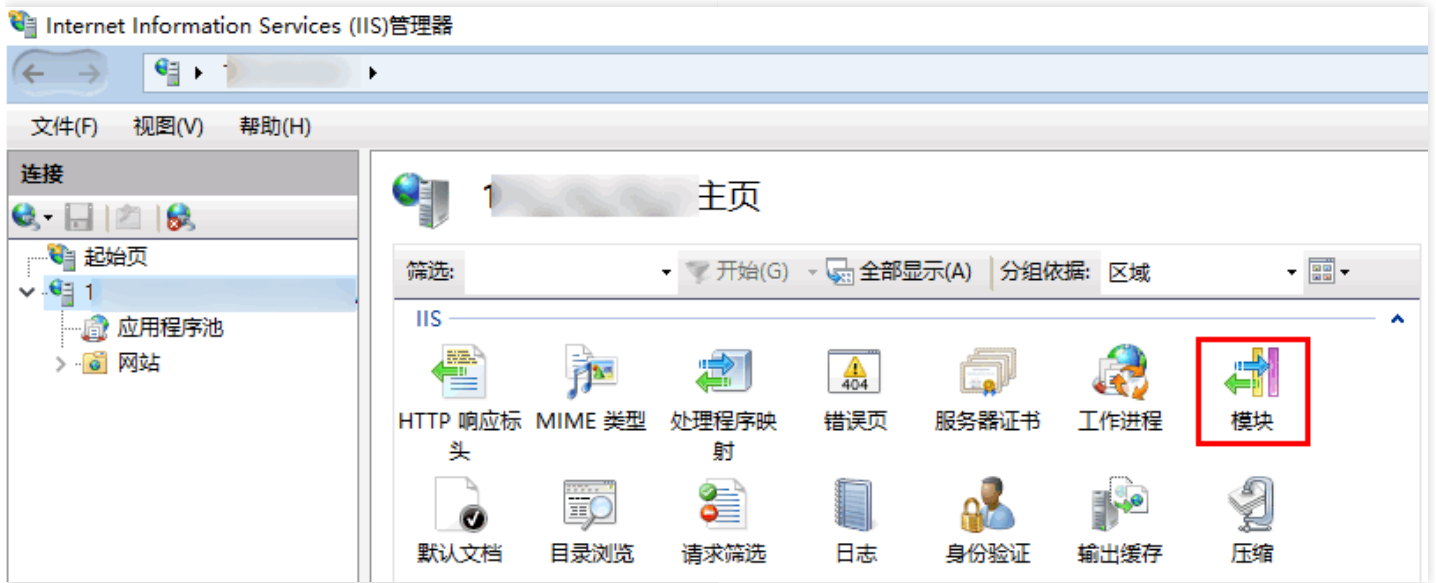 Internet Information Services (IIS)管理器
文件(F) 视图(V) 帮助(H)
连接
起始页
1
应用程序池
网站
1 主页
筛选: 开始(G) 全部显示(A) 分组依据: 区域
IIS
HTTP 响应标头 MIME 类型 处理程序映射 错误页 服务器证书 工作进程 模块
404
默认文档 目录浏览 请求筛选 日志 身份验证 输出缓存 压缩